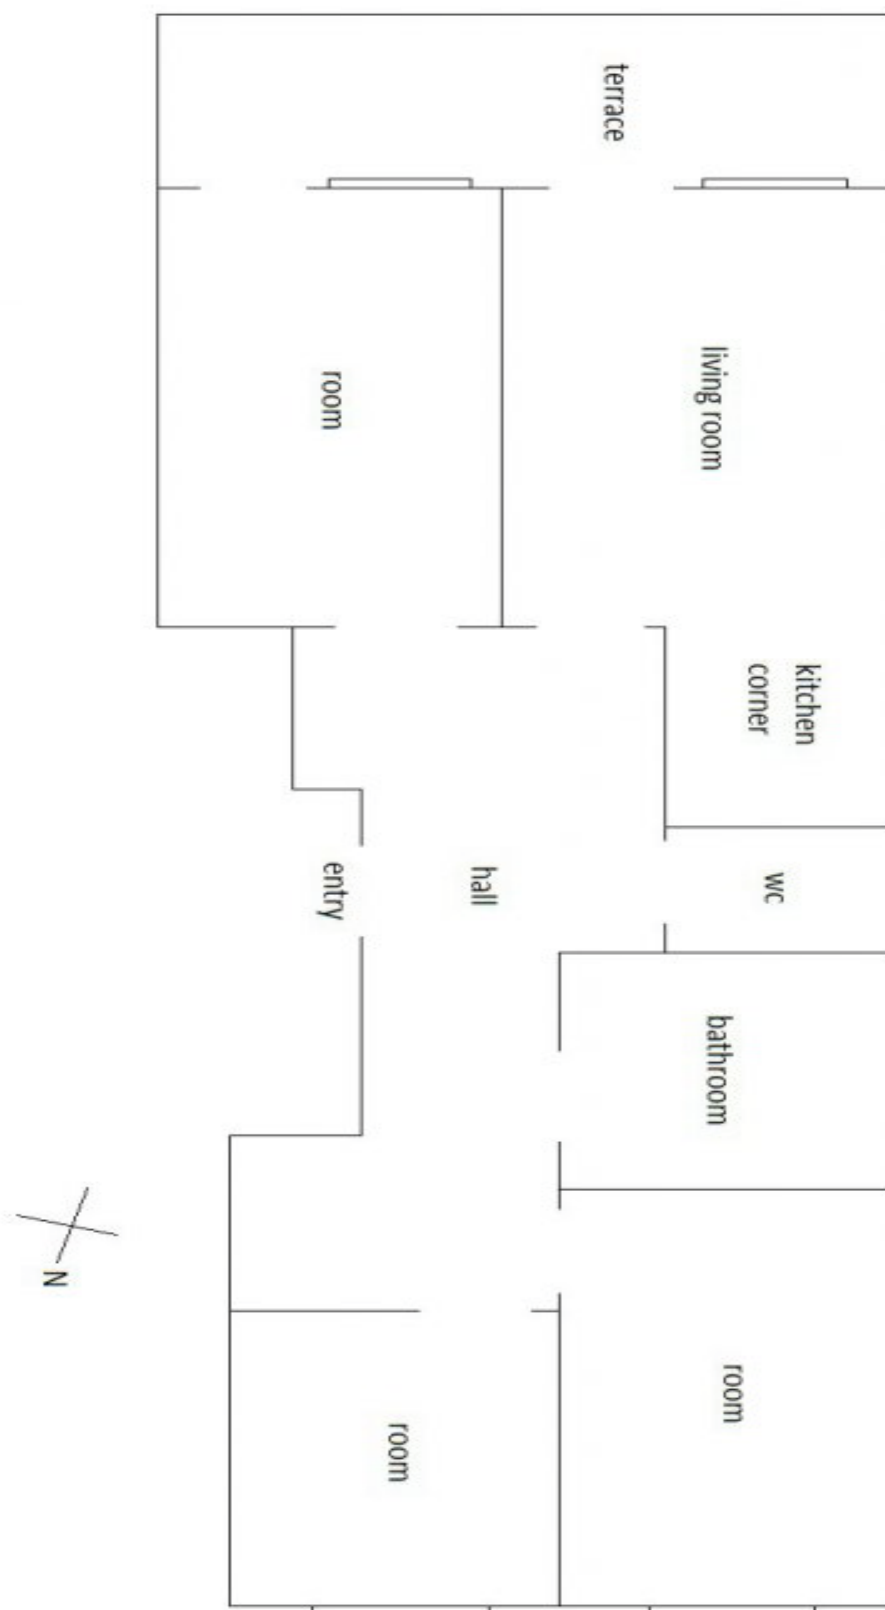 terrace
living room
room
kitchen
corner
wc
hall
entry
bathroom
room
room
N